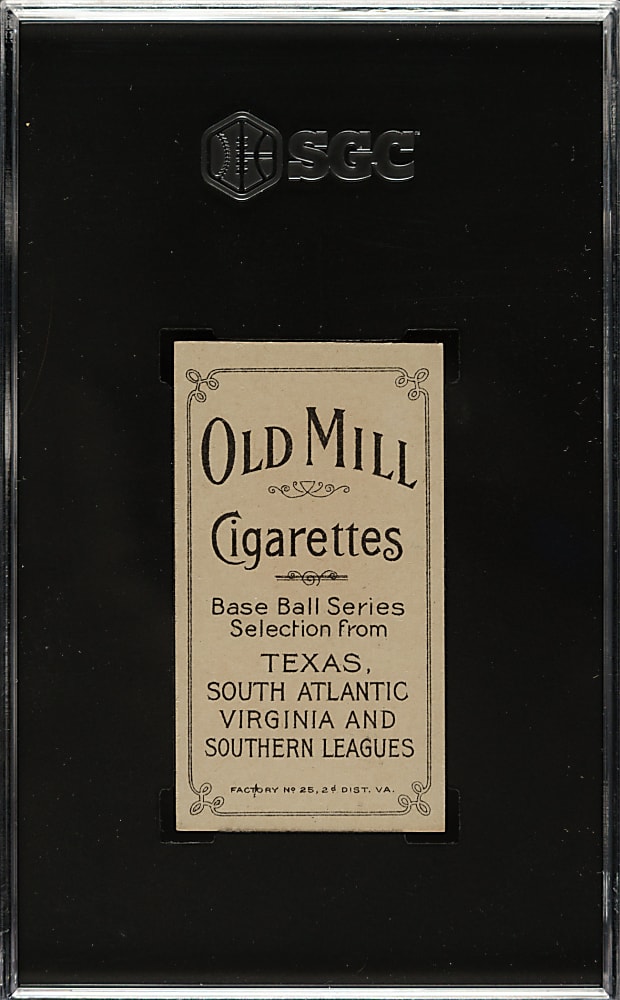 SGC
OLD MILL
Cigarettes
Base Ball Series
Selection from
TEXAS,
SOUTH ATLANTIC
VIRGINIA AND
SOUTHERN LEAGUES
FACTORY Nº 25, 2d DIST. VA.